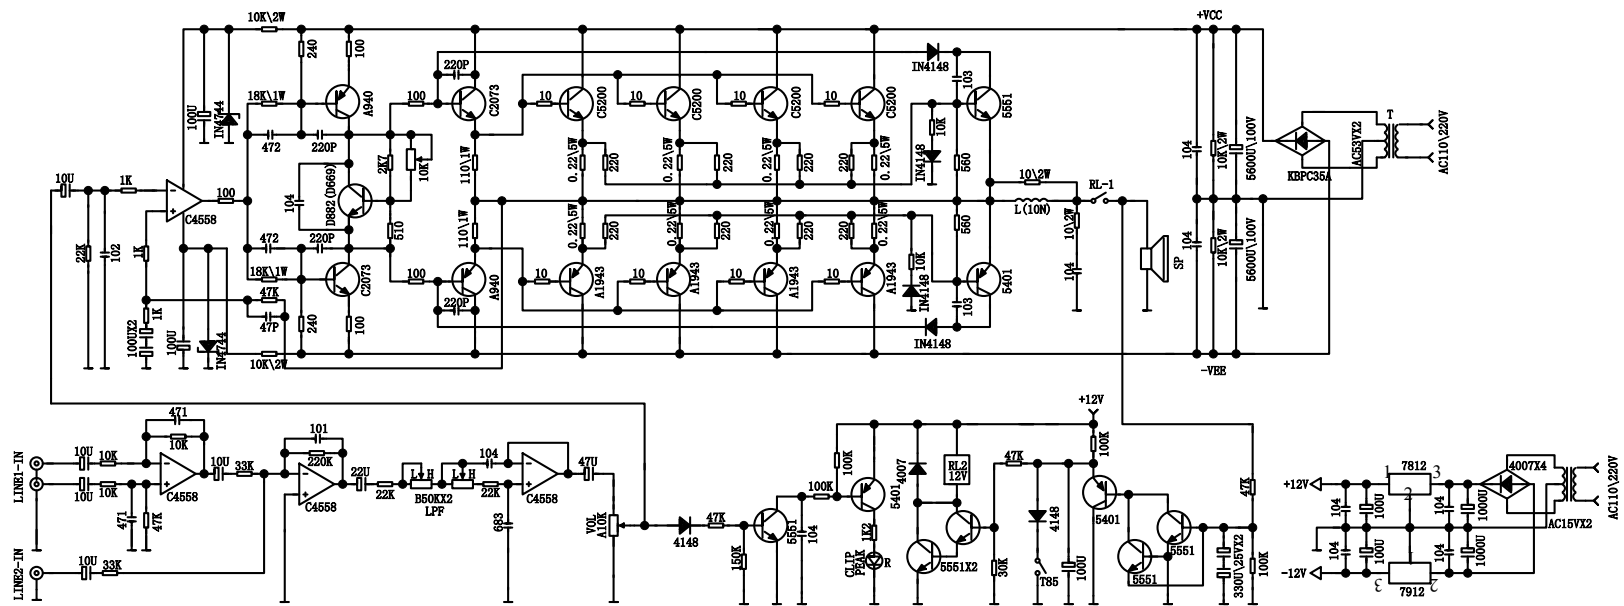 10K\2W
+VCC
240
100
220P
IN4148
103
5551
18K\1W
A940
100
C2073
10
C5200
10
C5200
10
C5200
10
C5200
100U
IN4744
472
220P
10K
IN4148
560
104
10K\2W
5600U\100V
KBPC35A
AC53VX2
T
AC110\220V
2K7
10K
110\1W
0.22\5W
220
0.22\5W
220
0.22\5W
220
220
0.22\5W
10U
1K
C4558
100
104
D882(D669)
10\2W
RL-1
L(10N)
22K
102
1K
472
220P
510
110\1W
0.22\5W
220
0.22\5W
220
0.22\5W
220
220
0.22\5W
10K
560
10\2W
104
SP
104
10K\2W
5600U\100V
18K\1W
C2073
100
A940
10
A1943
10
A1943
10
A1943
10
A1943
IN4148
5401
103
47K
47P
1K
100UX2
100U
IN4744
240
100
220P
IN4148
10K\2W
-VEE
471
10K
LINE1-IN
10U
10K
10U
10K
C4558
471
47K
10U
33K
101
220K
C4558
22U
22K
L
H
B50KX2
LPF
L
H
104
22K
683
C4558
47U
VOL
A10K
4148
47K
150K
5551
104
100K
100K
5401
1K2
CLIP
PEAK
R
4007
RL2
12V
5551X2
47K
30K
4148
T85
100U
+12V
100K
5401
5551
5551
47K
330U\25VX2
100K
LINE2-IN
10U
33K
+12V
104
100U
1
7812
3
2
104
1000U
4007X4
AC15VX2
AC110\220V
-12V
104
100U
1
3
7912
2
104
1000U